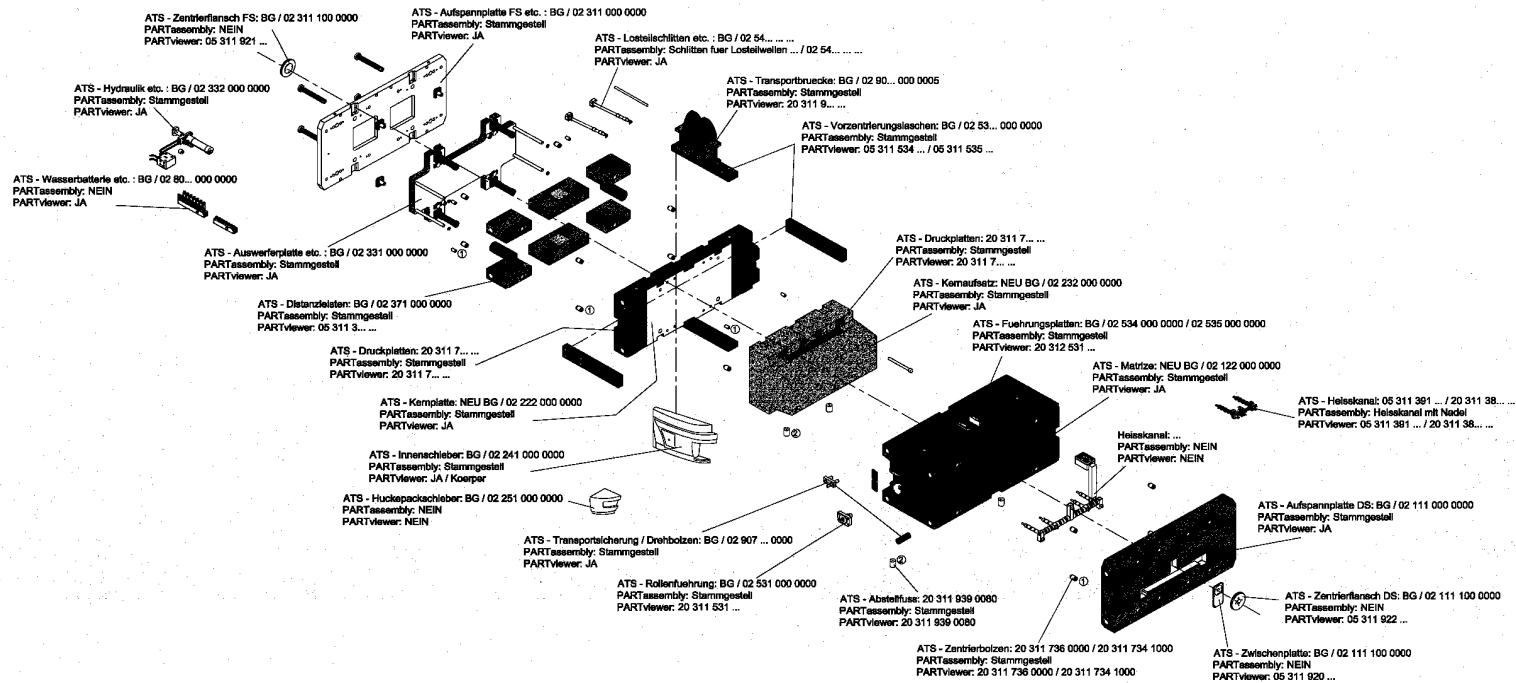 ATS - Zentrierflansch FS: BG / 02 311 100 0000
PARTassembly: NEIN
PARTviewer: 05 311 921 ...
ATS - Aufspannplatte FS etc. : BG / 02 311 000 0000
PARTassembly: Stammgestell
PARTviewer: JA
ATS - Losteilschlitten etc. : BG / 02 54... ... ...
PARTassembly: Schlitten fuer Losteilwellen ... / 02 54... ... ...
PARTviewer: JA
ATS - Hydraulik etc. : BG / 02 332 000 0000
PARTassembly: Stammgestell
PARTviewer: JA
ATS - Transportbruecke: BG / 02 90... 000 0005
PARTassembly: Stammgestell
PARTviewer: 20 311 9... ...
ATS - Vorzentrierungslaschen: BG / 02 53... 000 0000
PARTassembly: Stammgestell
PARTviewer: 05 311 534 ... / 05 311 535 ...
ATS - Wasserbatterie etc. : BG / 02 80... 000 0000
PARTassembly: NEIN
PARTviewer: JA
ATS - Auswerferplatte etc. : BG / 02 331 000 0000
PARTassembly: Stammgestell
PARTviewer: JA
①
ATS - Druckplatten: 20 311 7... ...
PARTassembly: Stammgestell
PARTviewer: 20 311 7... ...
ATS - Kernaufsatz: NEU BG / 02 232 000 0000
PARTassembly: Stammgestell
PARTviewer: JA
ATS - Distanzleisten: BG / 02 371 000 0000
PARTassembly: Stammgestell
PARTviewer: 05 311 3... ...
①
①
ATS - Fuehrungsplatten: BG / 02 534 000 0000 / 02 535 000 0000
PARTassembly: Stammgestell
PARTviewer: 20 312 531 ...
ATS - Druckplatten: 20 311 7... ...
PARTassembly: Stammgestell
PARTviewer: 20 311 7... ...
ATS - Matrize: NEU BG / 02 122 000 0000
PARTassembly: Stammgestell
PARTviewer: JA
ATS - Kernplatte: NEU BG / 02 222 000 0000
PARTassembly: Stammgestell
PARTviewer: JA
ATS - Heisskanal: 05 311 391 ... / 20 311 38... ...
PARTassembly: Heisskanal mit Nadel
PARTviewer: 05 311 391 ... / 20 311 38... ...
②
Heisskanal: ...
PARTassembly: NEIN
PARTviewer: NEIN
ATS - Innenschieber: BG / 02 241 000 0000
PARTassembly: Stammgestell
PARTviewer: JA / Koerper
ATS - Huckepackschieber: BG / 02 251 000 0000
PARTassembly: NEIN
PARTviewer: NEIN
ATS - Aufspannplatte DS: BG / 02 111 000 0000
PARTassembly: Stammgestell
PARTviewer: JA
ATS - Transportsicherung / Drehbolzen: BG / 02 907 ... 0000
PARTassembly: Stammgestell
PARTviewer: JA
②
ATS - Rollenfuehrung: BG / 02 531 000 0000
PARTassembly: Stammgestell
PARTviewer: 20 311 531 ...
①
ATS - Abstellfuss: 20 311 939 0080
PARTassembly: Stammgestell
PARTviewer: 20 311 939 0080
ATS - Zentrierflansch DS: BG / 02 111 100 0000
PARTassembly: NEIN
PARTviewer: 05 311 922 ...
ATS - Zentrierbolzen: 20 311 736 0000 / 20 311 734 1000
PARTassembly: Stammgestell
PARTviewer: 20 311 736 0000 / 20 311 734 1000
ATS - Zwischenplatte: BG / 02 111 100 0000
PARTassembly: NEIN
PARTviewer: 05 311 920 ...